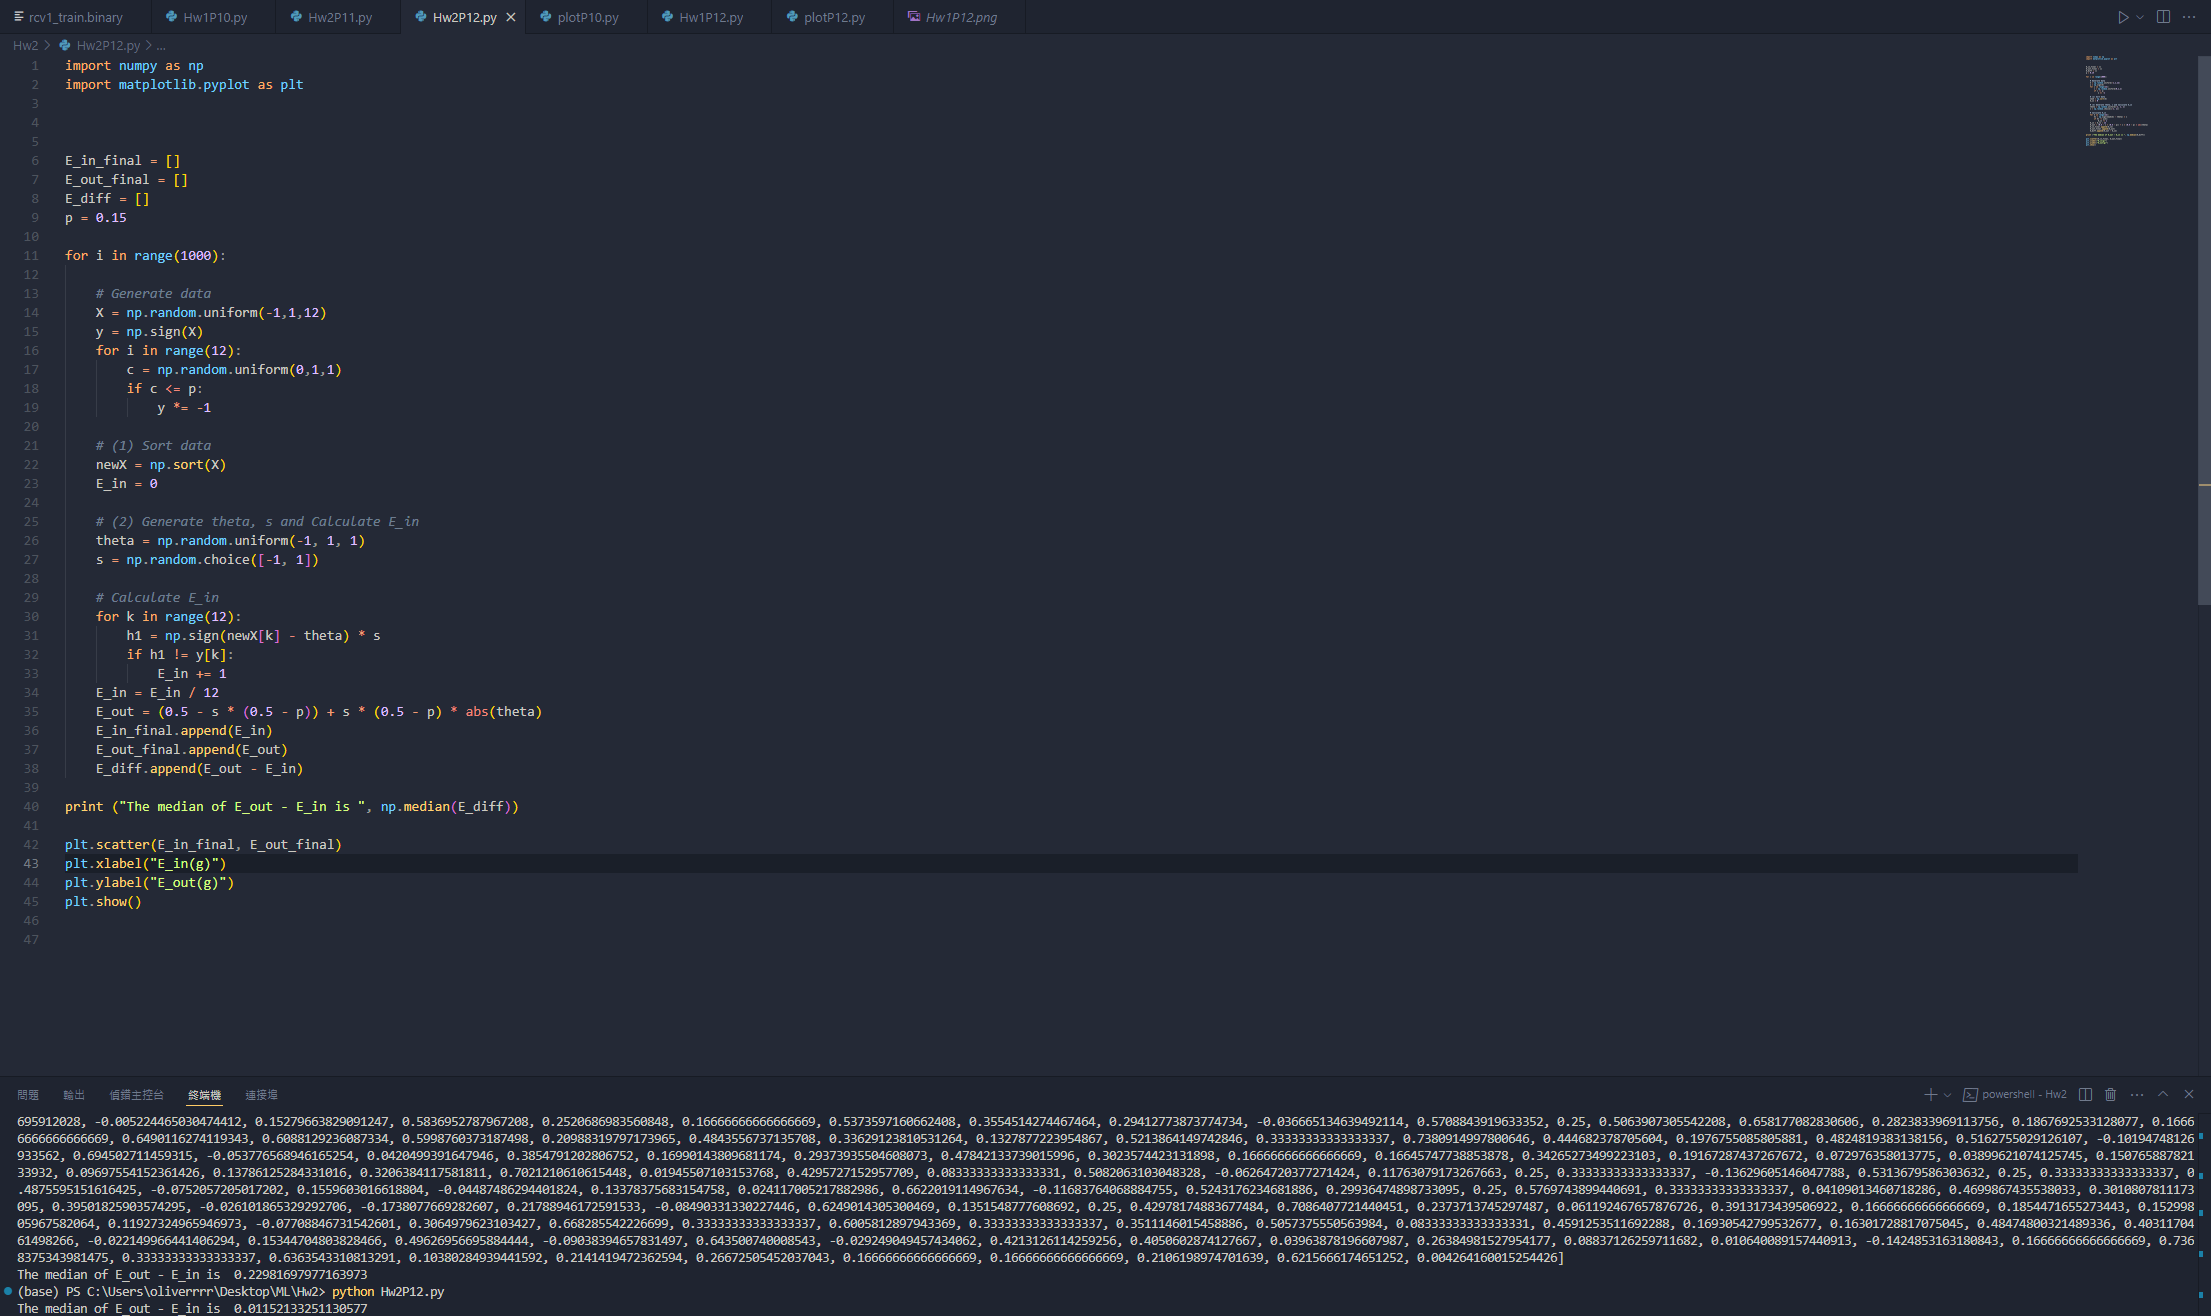 rcv1_train.binary Hw1P10.py Hw2P11.py Hw2P12.py plotP10.py Hw1P12.py plotP12.py Hw1P12.png
Hw2 > Hw2P12.py > ...
1 import numpy as np
2 import matplotlib.pyplot as plt
3
4
5
6 E_in_final = []
7 E_out_final = []
8 E_diff = []
9 p = 0.15
10
11 for i in range(1000):
12
13 # Generate data
14 X = np.random.uniform(-1,1,12)
15 y = np.sign(X)
16 for i in range(12):
17 c = np.random.uniform(0,1,1)
18 if c <= p:
19 y *= -1
20
21 # (1) Sort data
22 newX = np.sort(X)
23 E_in = 0
24
25 # (2) Generate theta, s and Calculate E_in
26 theta = np.random.uniform(-1, 1, 1)
27 s = np.random.choice([-1, 1])
28
29 # Calculate E_in
30 for k in range(12):
31 h1 = np.sign(newX[k] - theta) * s
32 if h1 != y[k]:
33 E_in += 1
34 E_in = E_in / 12
35 E_out = (0.5 - s * (0.5 - p)) + s * (0.5 - p) * abs(theta)
36 E_in_final.append(E_in)
37 E_out_final.append(E_out)
38 E_diff.append(E_out - E_in)
39
40 print ("The median of E_out - E_in is ", np.median(E_diff))
41
42 plt.scatter(E_in_final, E_out_final)
43 plt.xlabel("E_in(g)")
44 plt.ylabel("E_out(g)")
45 plt.show()
46
47
問題 輸出 偵錯主控台 終端機 連接埠 powershell - Hw2
695912028, -0.005224465030474412, 0.15279663829091247, 0.5836952787967208, 0.2520686983560848, 0.16666666666666669, 0.5373597160662408, 0.3554514274467464, 0.29412773873774734, -0.036665134639492114, 0.5708843919633352, 0.25, 0.5063907305542208, 0.658177082830606, 0.2823833969113756, 0.1867692533128077, 0.1666
6666666666669, 0.6490116274119343, 0.6088129236087334, 0.5998760373187498, 0.20988319797173965, 0.4843556737135708, 0.33629123810531264, 0.1327877223954867, 0.5213864149742846, 0.33333333333333337, 0.7380914997800646, 0.444682378705604, 0.1976755085805881, 0.4824819383138156, 0.516275502912610​7, -0.10194748126
933562, 0.694502711459315, -0.053776568946165254, 0.0420499391647946, 0.3854791202806752, 0.16990143809681174, 0.29373935504608073, 0.47842133739015996, 0.3023574423131898, 0.16666666666666669, 0.16645747738853878, 0.34265273499223103, 0.19167287437267672, 0.072976358013775, 0.03899621074125745, 0.150765887821
33932, 0.09697554152361426, 0.13786125284331016, 0.3206384117581811, 0.7021210610615448, 0.01945507103153768, 0.4295727152957709, 0.08333333333333331, 0.5082063103048328, -0.06264720377271424, 0.11763079173267663, 0.25, 0.33333333333333337, -0.13629605146047788, 0.5313679586303632, 0.25, 0.33333333333333337, 0
.4875595151616425, -0.0752057205017202, 0.1559603016618804, -0.04487486294401824, 0.13378375683154758, 0.024117005217882986, 0.6622019114967634, -0.11683764068084755, 0.5243176234681886, 0.29936474898733095, 0.25, 0.5769743899440691, 0.33333333333333337, 0.04109013460718286, 0.4698674355380​33, 0.3010807811173
095, 0.39501802903574295, -0.026101865329292706, -0.1738077669282607, 0.21788946172591533, -0.08490331330227446, 0.6249014305300469, 0.1351548777608692, 0.25, 0.42978174883677484, 0.7086407721440451, 0.2373713745297487, 0.061192467657876726, 0.3913173439506922, 0.16666666666666669, 0.1854471655273443, 0.152998
05967582064, 0.11927324965946973, -0.07708846731542601, 0.3064979623103427, 0.668285542226699, 0.33333333333333337, 0.6005812897943369, 0.33333333333333337, 0.3511146015458886, 0.5057375550563984, 0.08333333333333331, 0.4591253511692288, 0.16930542799532677, 0.16301728817075045, 0.48474800321489336, 0.40311704
61498266, -0.022149966441406294, 0.15344704803828466, 0.49626956695884444, -0.09038394657831497, 0.643500740008543, -0.029249049457434062, 0.4213126114259256, 0.4050602874127667, 0.03963878196607987, 0.26384981527954177, 0.08837126259711682, 0.010640089157440913, -0.1424853163180843, 0.16666666666666669, 0.736
8375343981475, 0.33333333333333337, 0.6363543310813291, 0.10380284939441592, 0.2141419472362594, 0.26672505452037043, 0.16666666666666669, 0.16666666666666669, 0.2106198974701639, 0.6215666174651252, 0.004264160015254426]
The median of E_out - E_in is  0.22981697977163973
(base) PS C:\Users\oliverrrr\Desktop\ML\Hw2> python Hw2P12.py
The median of E_out - E_in is  0.01152133251130577